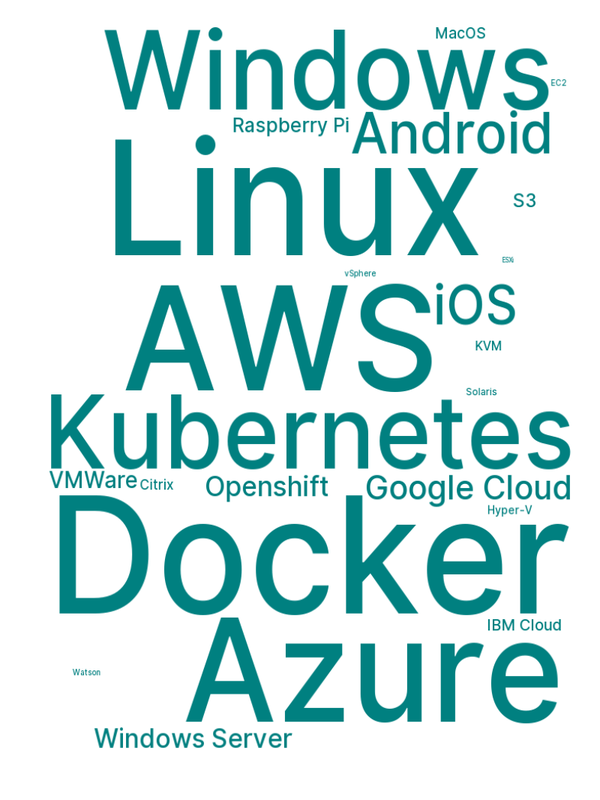 MacOS
Windows
EC2
Raspberry Pi
Android
Linux
S3
ESXi
vSphere
AWS
iOS
KVM
Solaris
Kubernetes
VMWare
Citrix
Openshift
Google Cloud
Hyper-V
Docker
IBM Cloud
Azure
Watson
Windows Server